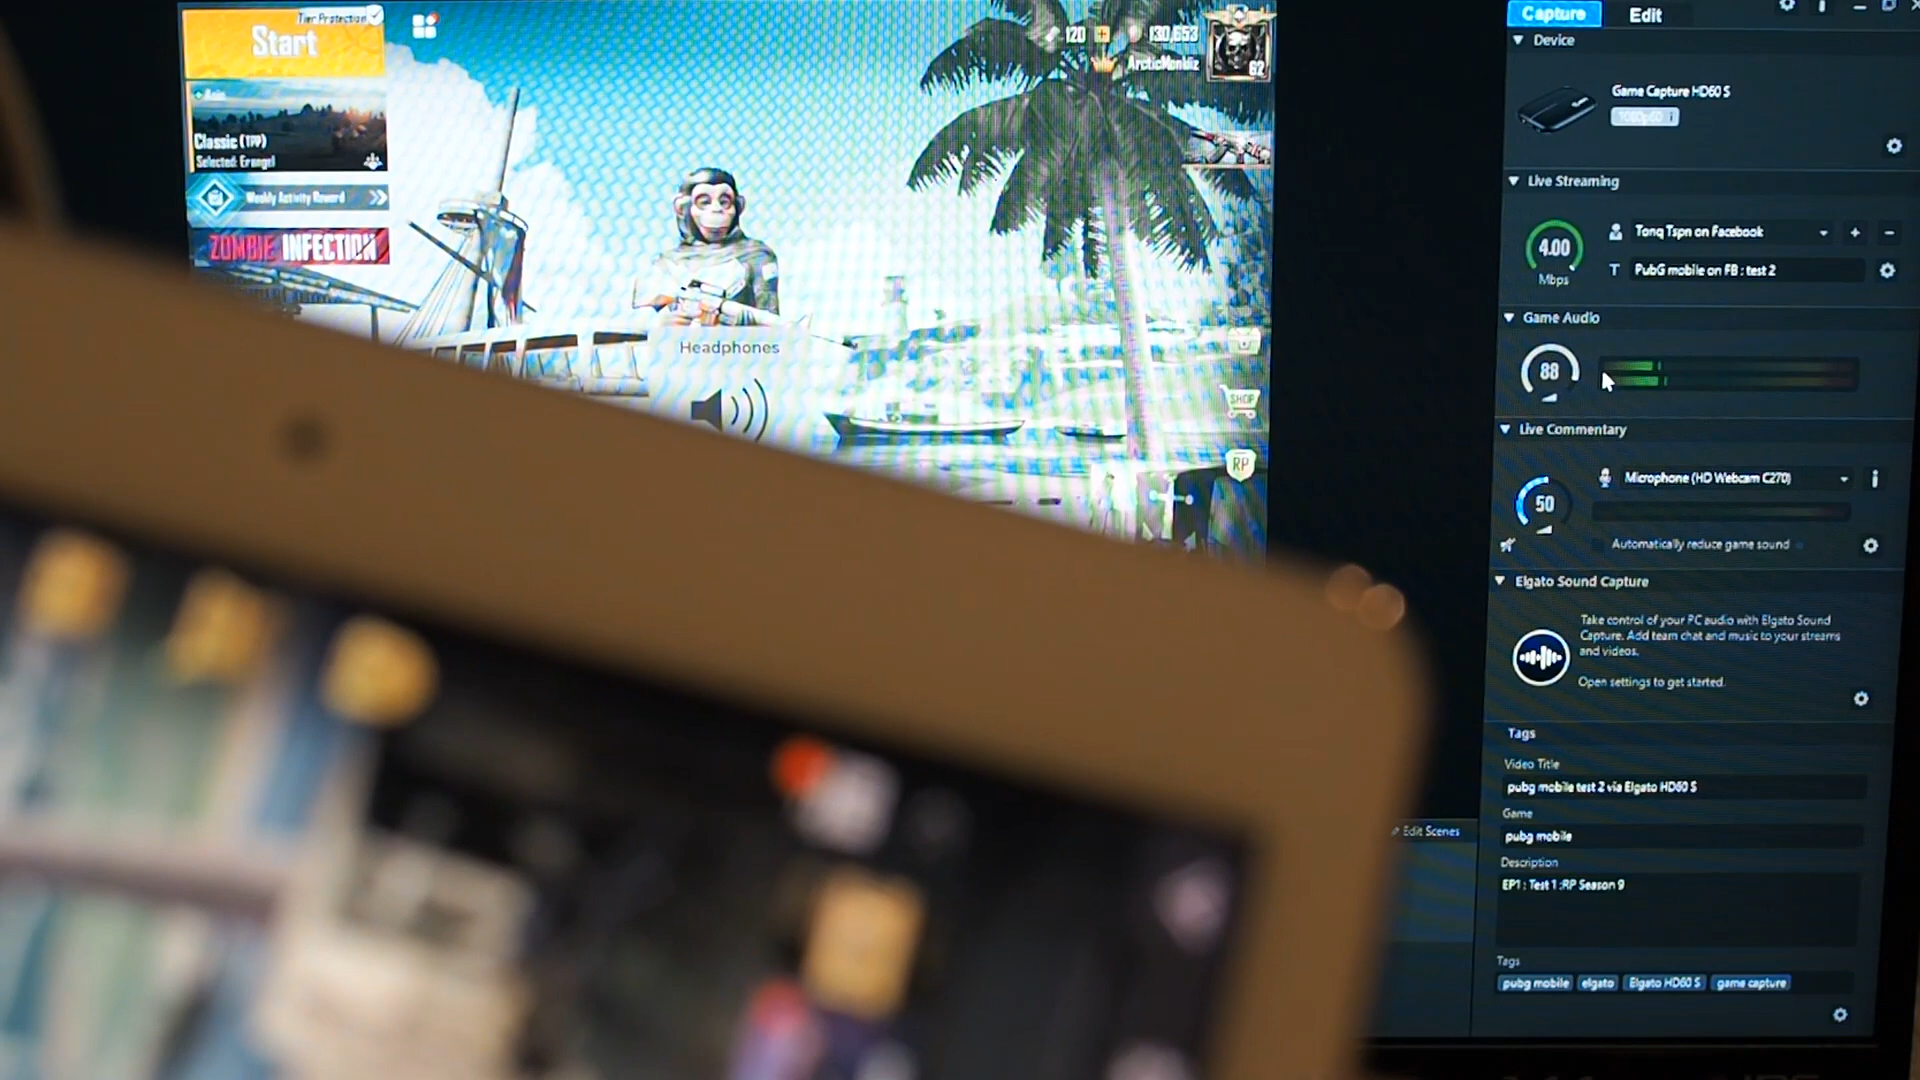 Tier Protection
Start
Asia
Classic (TPP)
Selected: Erangel
Weekly Activity Reward
ZOMBIE INFECTION
120
130,653
ArcticMonkiz
62
Headphones
SHOP
RP
Capture
Edit
Device
Game Capture HD60 S
1080p60
Live Streaming
4.00
Mbps
Tonq Tspn on Facebook
T
PubG mobile on FB : test 2
Game Audio
88
Live Commentary
50
Microphone (HD Webcam C270)
Automatically reduce game sound
Elgato Sound Capture
Take control of your PC audio with Elgato Sound
Capture. Add team chat and music to your streams
and videos.
Open settings to get started.
Tags
Video Title
pubg mobile test 2 via Elgato HD60 S
Game
pubg mobile
Edit Scenes
Description
EP1 : Test 1 :RP Season 9
Tags
pubg mobile
elgato
Elgato HD60 S
game capture